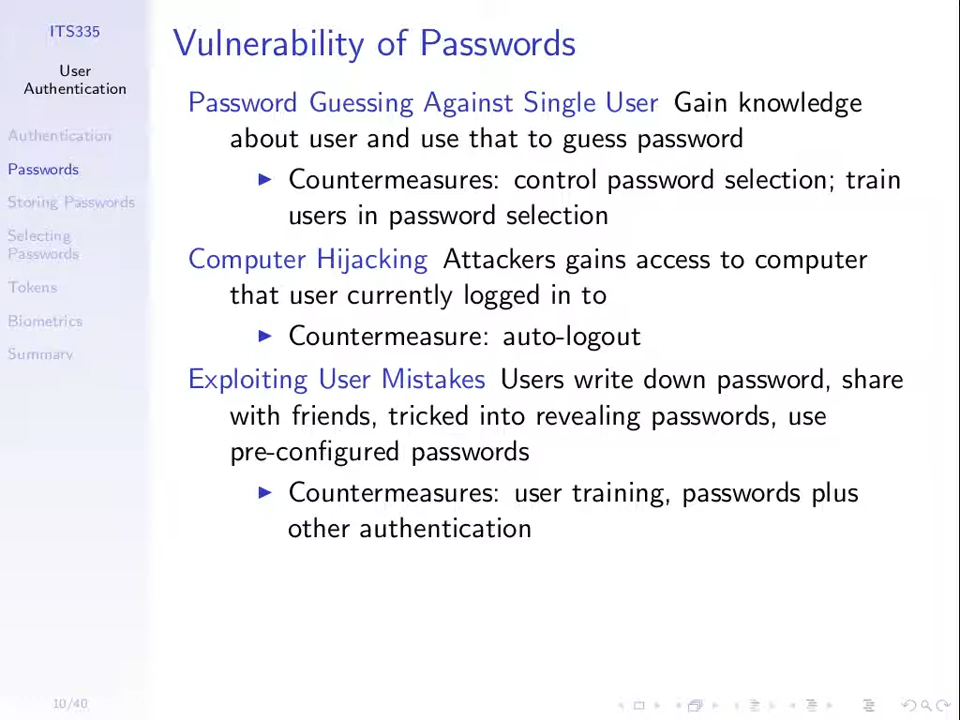 ITS335
User
Authentication
Authentication
Passwords
Storing Passwords
Selecting
Passwords
Tokens
Biometrics
Summary
Vulnerability of Passwords
Password Guessing Against Single User Gain knowledge
about user and use that to guess password
Countermeasures: control password selection; train
users in password selection
Computer Hijacking Attackers gains access to computer
that user currently logged in to
Countermeasure: auto-logout
Exploiting User Mistakes Users write down password, share
with friends, tricked into revealing passwords, use
pre-configured passwords
Countermeasures: user training, passwords plus
other authentication
10/40